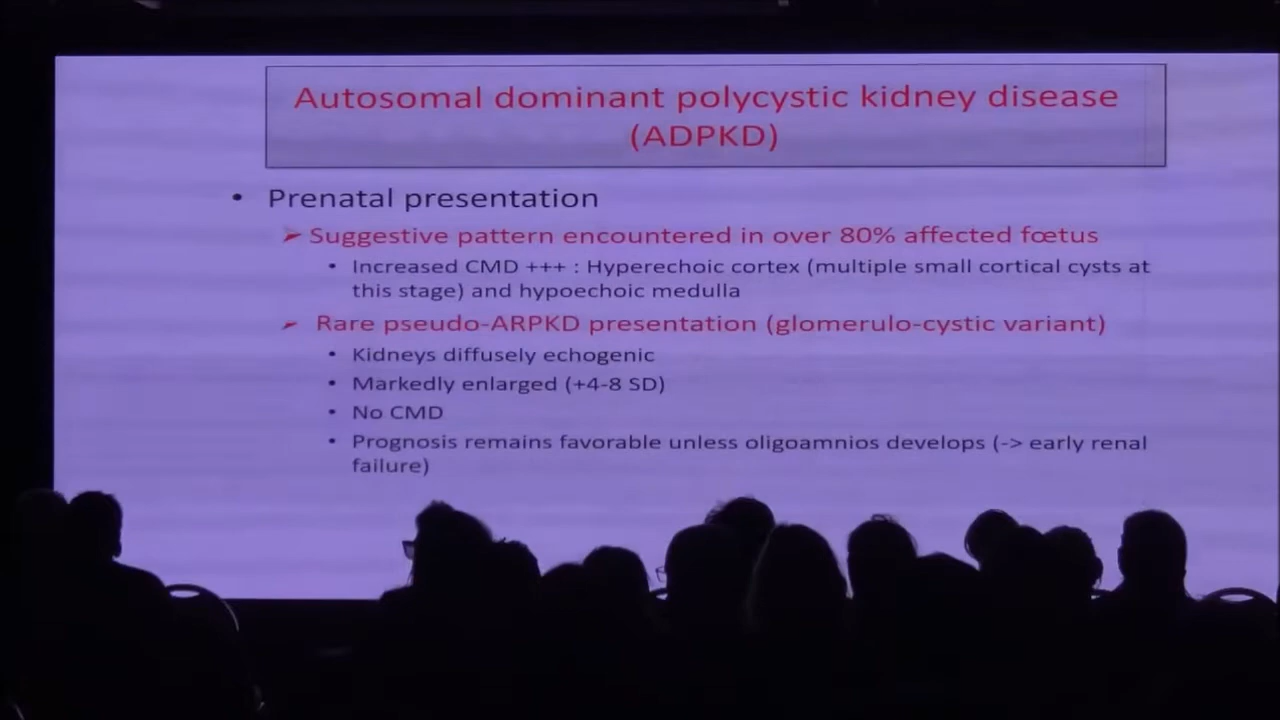 Autosomal dominant polycystic kidney disease
(ADPKD)
• Prenatal presentation
➢ Suggestive pattern encountered in over 80% affected fœtus
• Increased CMD +++ : Hyperechoic cortex (multiple small cortical cysts at
this stage) and hypoechoic medulla
➢ Rare pseudo-ARPKD presentation (glomerulo-cystic variant)
• Kidneys diffusely echogenic
• Markedly enlarged (+4-8 SD)
• No CMD
• Prognosis remains favorable unless oligoamnios develops (-> early renal
failure)